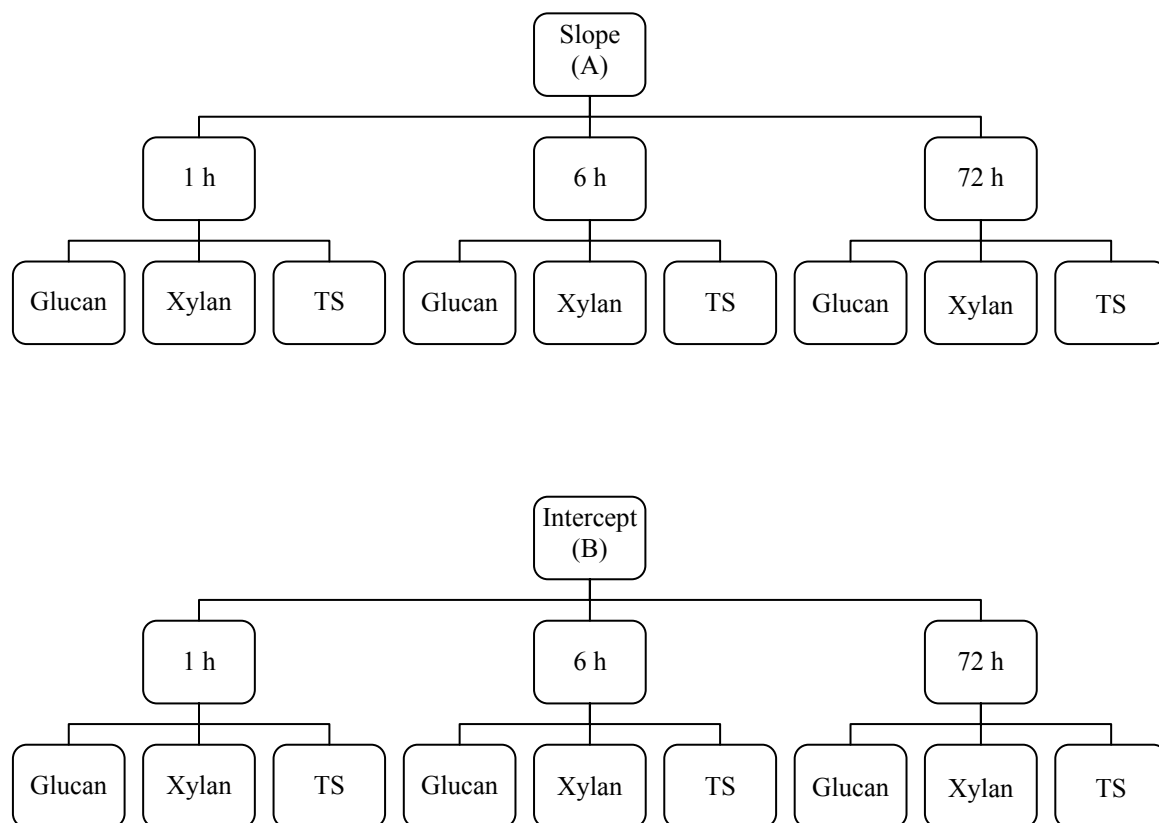 Slope
(A)
1 h
6 h
72 h
Glucan
Xylan
TS
Glucan
Xylan
TS
Glucan
Xylan
TS
Intercept
(B)
1 h
6 h
72 h
Glucan
Xylan
TS
Glucan
Xylan
TS
Glucan
Xylan
TS